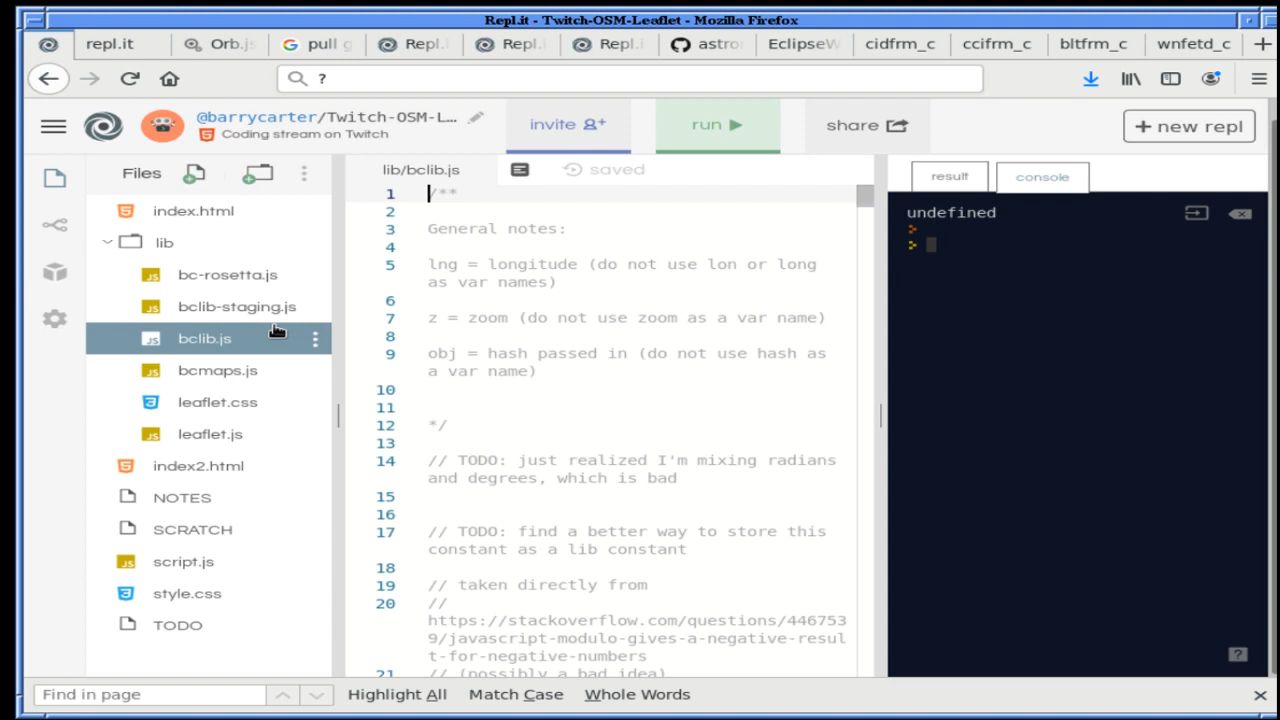 Repl.it - Twitch-OSM-Leaflet - Mozilla Firefox
repl.it
Orb.js
pull g
Repl.i
Repl.i
Repl.i
astro
EclipseW
cidfrm_c
ccifrm_c
bltfrm_c
wnfetd_c
?
@barrycarter/Twitch-OSM-L...
Coding stream on Twitch
invite
run
share
+ new repl
Files
index.html
lib
bc-rosetta.js
bclib-staging.js
bclib.js
bcmaps.js
leaflet.css
leaflet.js
index2.html
NOTES
SCRATCH
script.js
style.css
TODO
lib/bclib.js
saved
1 /**
2
3 General notes:
4
5 lng = longitude (do not use lon or long
as var names)
6
7 z = zoom (do not use zoom as a var name)
8
9 obj = hash passed in (do not use hash as
a var name)
10
11
12 */
13
14 // TODO: just realized I'm mixing radians
and degrees, which is bad
15
16
17 // TODO: find a better way to store this
constant as a lib constant
18
19 // taken directly from
20 //
https://stackoverflow.com/questions/446753
9/javascript-modulo-gives-a-negative-resul
t-for-negative-numbers
21 // (possibly a bad idea)
result
console
undefined
>
>
?
Find in page
Highlight All
Match Case
Whole Words